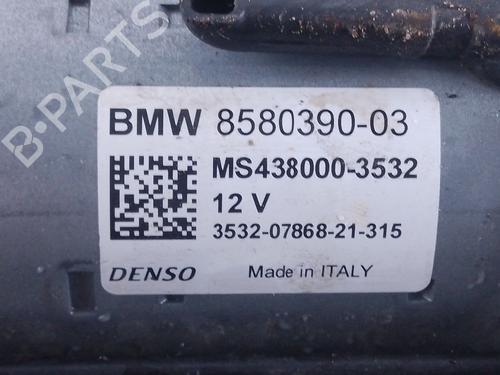 B-PARTS
BMW 8580390-03
MS438000-3532
12 V
3532-07868-21-315
DENSO Made in ITALY